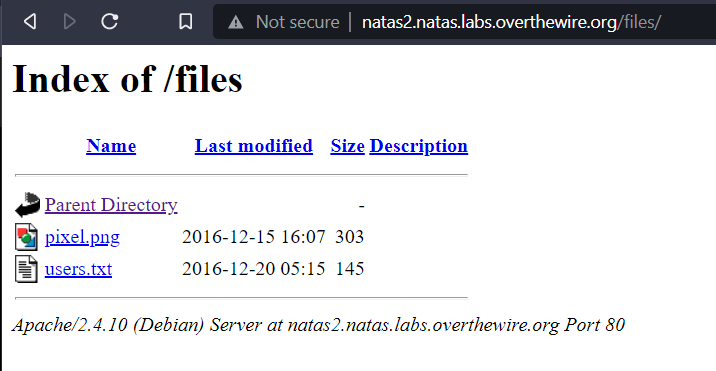 Not secure | natas2.natas.labs.overthewire.org/files/
Index of /files
Name Last modified Size Description
Parent Directory -
pixel.png 2016-12-15 16:07 303
users.txt 2016-12-20 05:15 145
Apache/2.4.10 (Debian) Server at natas2.natas.labs.overthewire.org Port 80